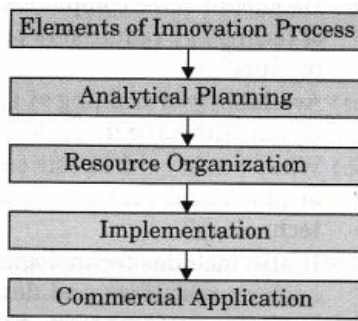 Elements of Innovation Process
Analytical Planning
Resource Organization
Implementation
Commercial Application